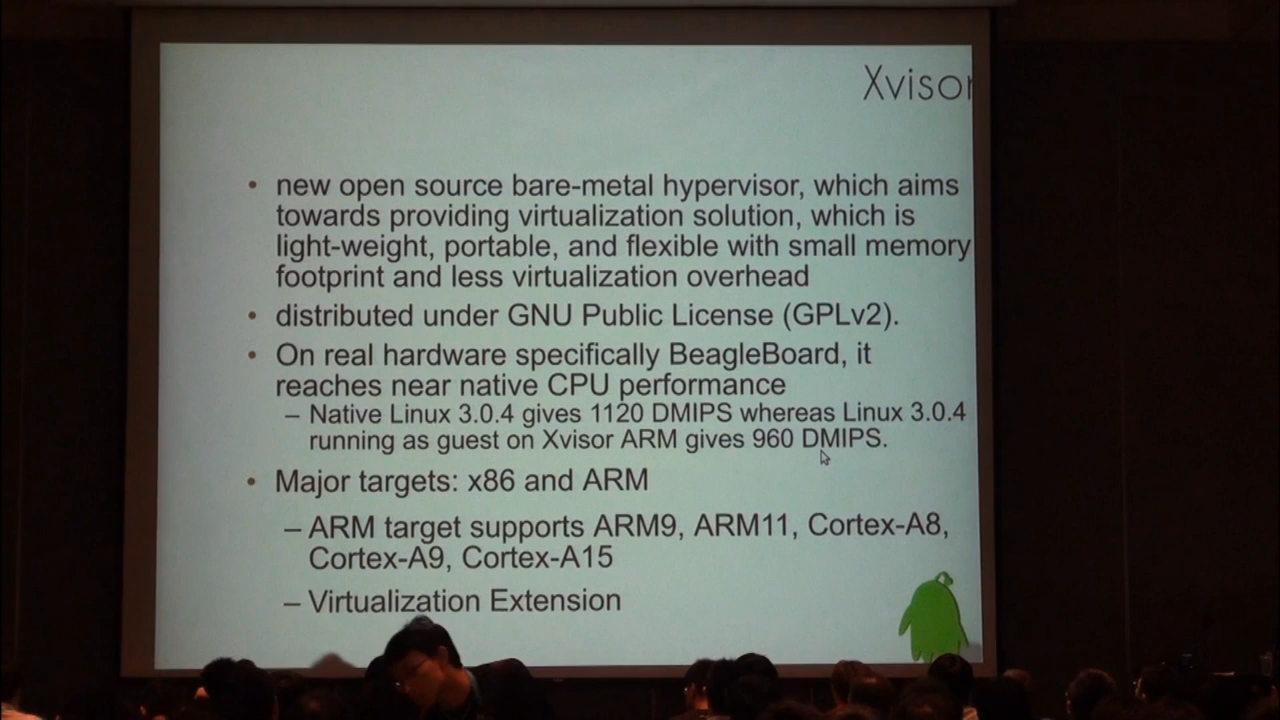 Xvisor
• new open source bare-metal hypervisor, which aims
towards providing virtualization solution, which is
light-weight, portable, and flexible with small memory
footprint and less virtualization overhead
• distributed under GNU Public License (GPLv2).
• On real hardware specifically BeagleBoard, it
reaches near native CPU performance
– Native Linux 3.0.4 gives 1120 DMIPS whereas Linux 3.0.4
running as guest on Xvisor ARM gives 960 DMIPS.
• Major targets: x86 and ARM
– ARM target supports ARM9, ARM11, Cortex-A8,
Cortex-A9, Cortex-A15
– Virtualization Extension